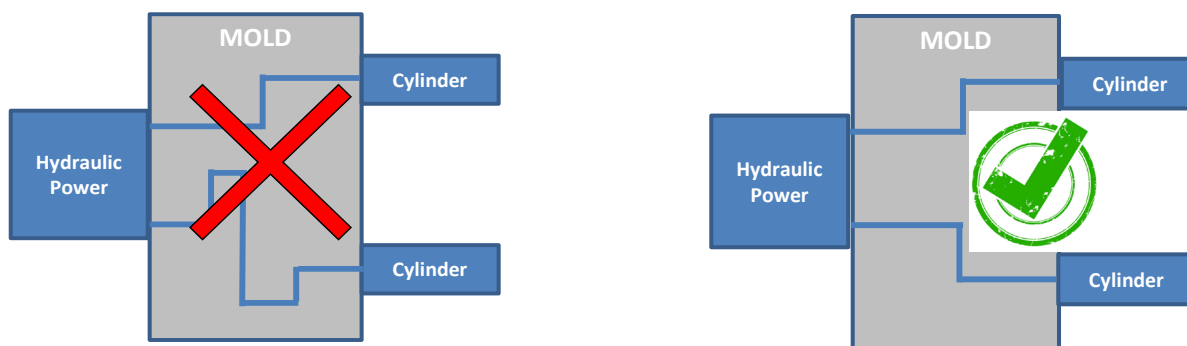 MOLD
Cylinder
Hydraulic
Power
Cylinder
MOLD
Cylinder
Hydraulic
Power
Cylinder